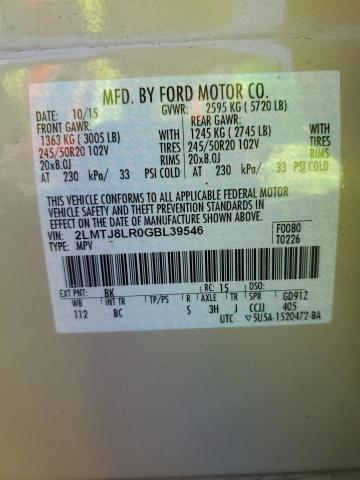 MFD. BY FORD MOTOR CO.
DATE: 10/15 GVWR: 2595 KG ( 5720 LB)
FRONT GAWR: REAR GAWR:
1363 KG ( 3005 LB) 1245 KG ( 2745 LB)
245/50R20 102V TIRES 245/50R20 102V TIRES
20x8.0J RIMS 20x8.0J RIMS
AT 230 kPa/ 33 PSI COLD AT 230 kPa/ 33 PSI COLD
THIS VEHICLE CONFORMS TO ALL APPLICABLE FEDERAL MOTOR
VEHICLE SAFETY AND THEFT PREVENTION STANDARDS IN EFFECT ON
THE DATE OF MANUFACTURE SHOWN ABOVE.
VIN: 2LMTJ8LR0GBL39546 F0080
TYPE: MPV T0226
EXT PNT: BK RC: 15 DSO:
WB INT TR TP/PS R AXLE TR SPR GD91Z
112 BC S 3H J CCJJ 405
UTC ▽5U5A-1520472-BA